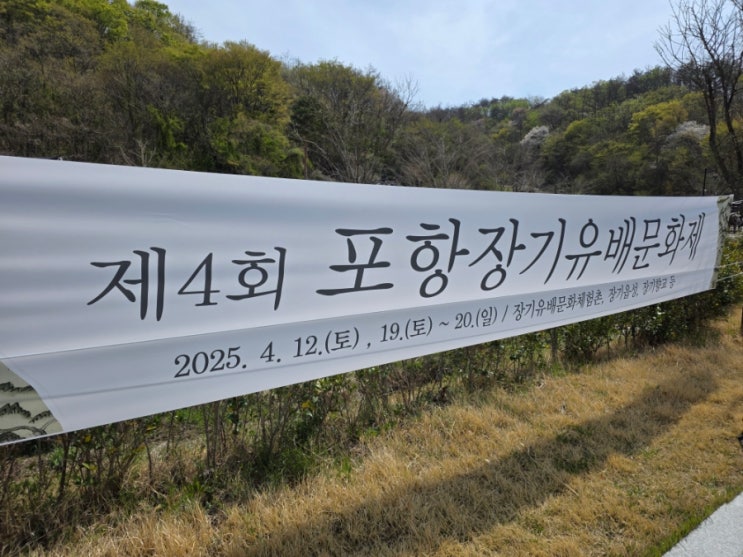 제4회 포항장기유배문화제
2025. 4. 12.(토) , 19.(토) ~ 20.(일) / 장기유배문화체험촌, 장기읍성, 장기향교 등